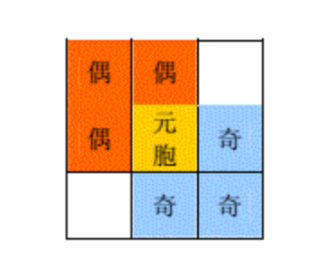 偶 偶
偶 元胞 奇
奇 奇